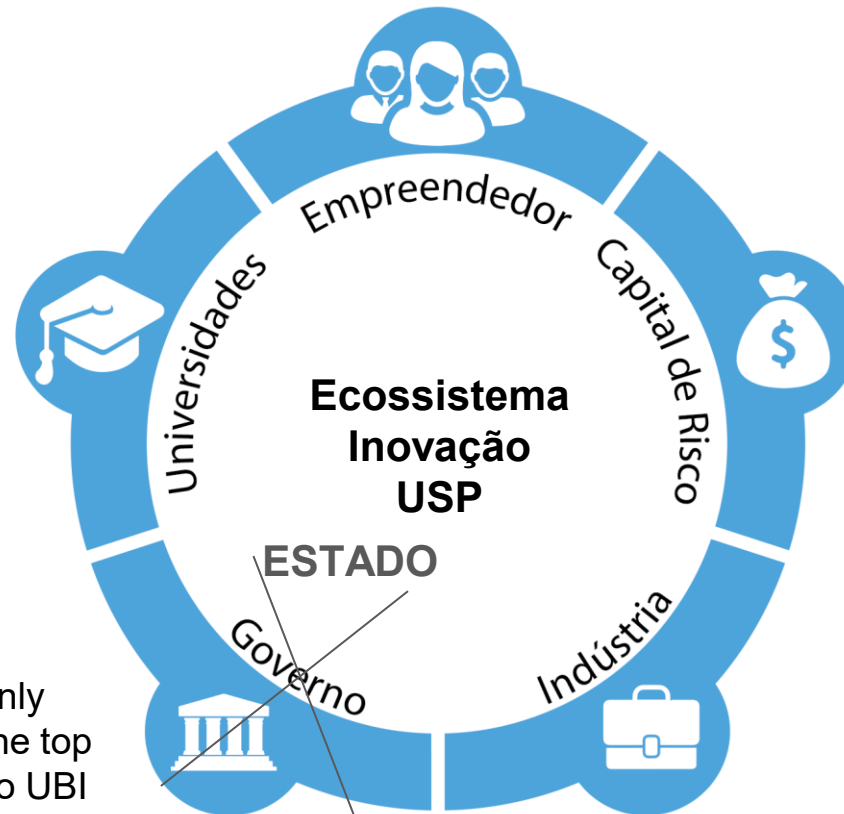 Empreendedor
Universidades
Capital de Risco
Ecossistema
Inovação
USP
ESTADO
Governo
Indústria
$
nly
he top
o UBI